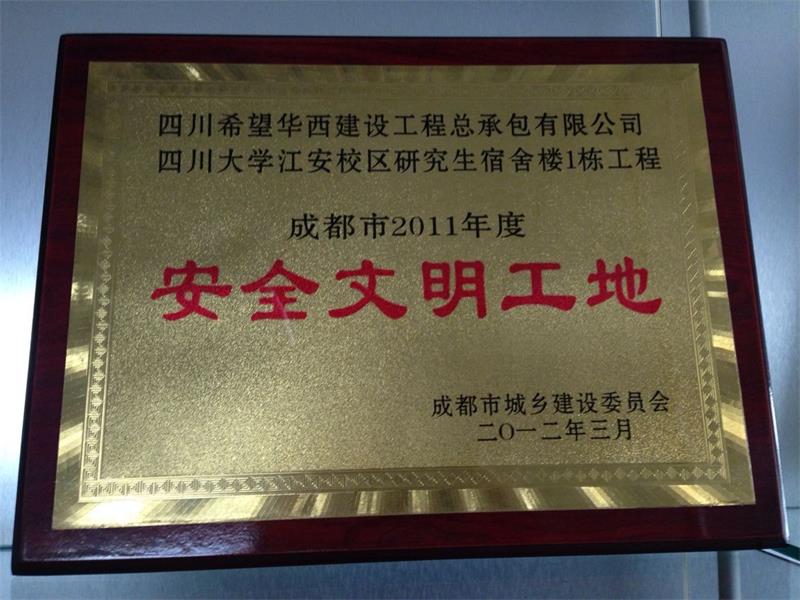 四川希望华西建设工程总承包有限公司
四川大学江安校区研究生宿舍楼1栋工程
成都市2011年度
安全文明工地
成都市城乡建设委员会
二〇一二年三月